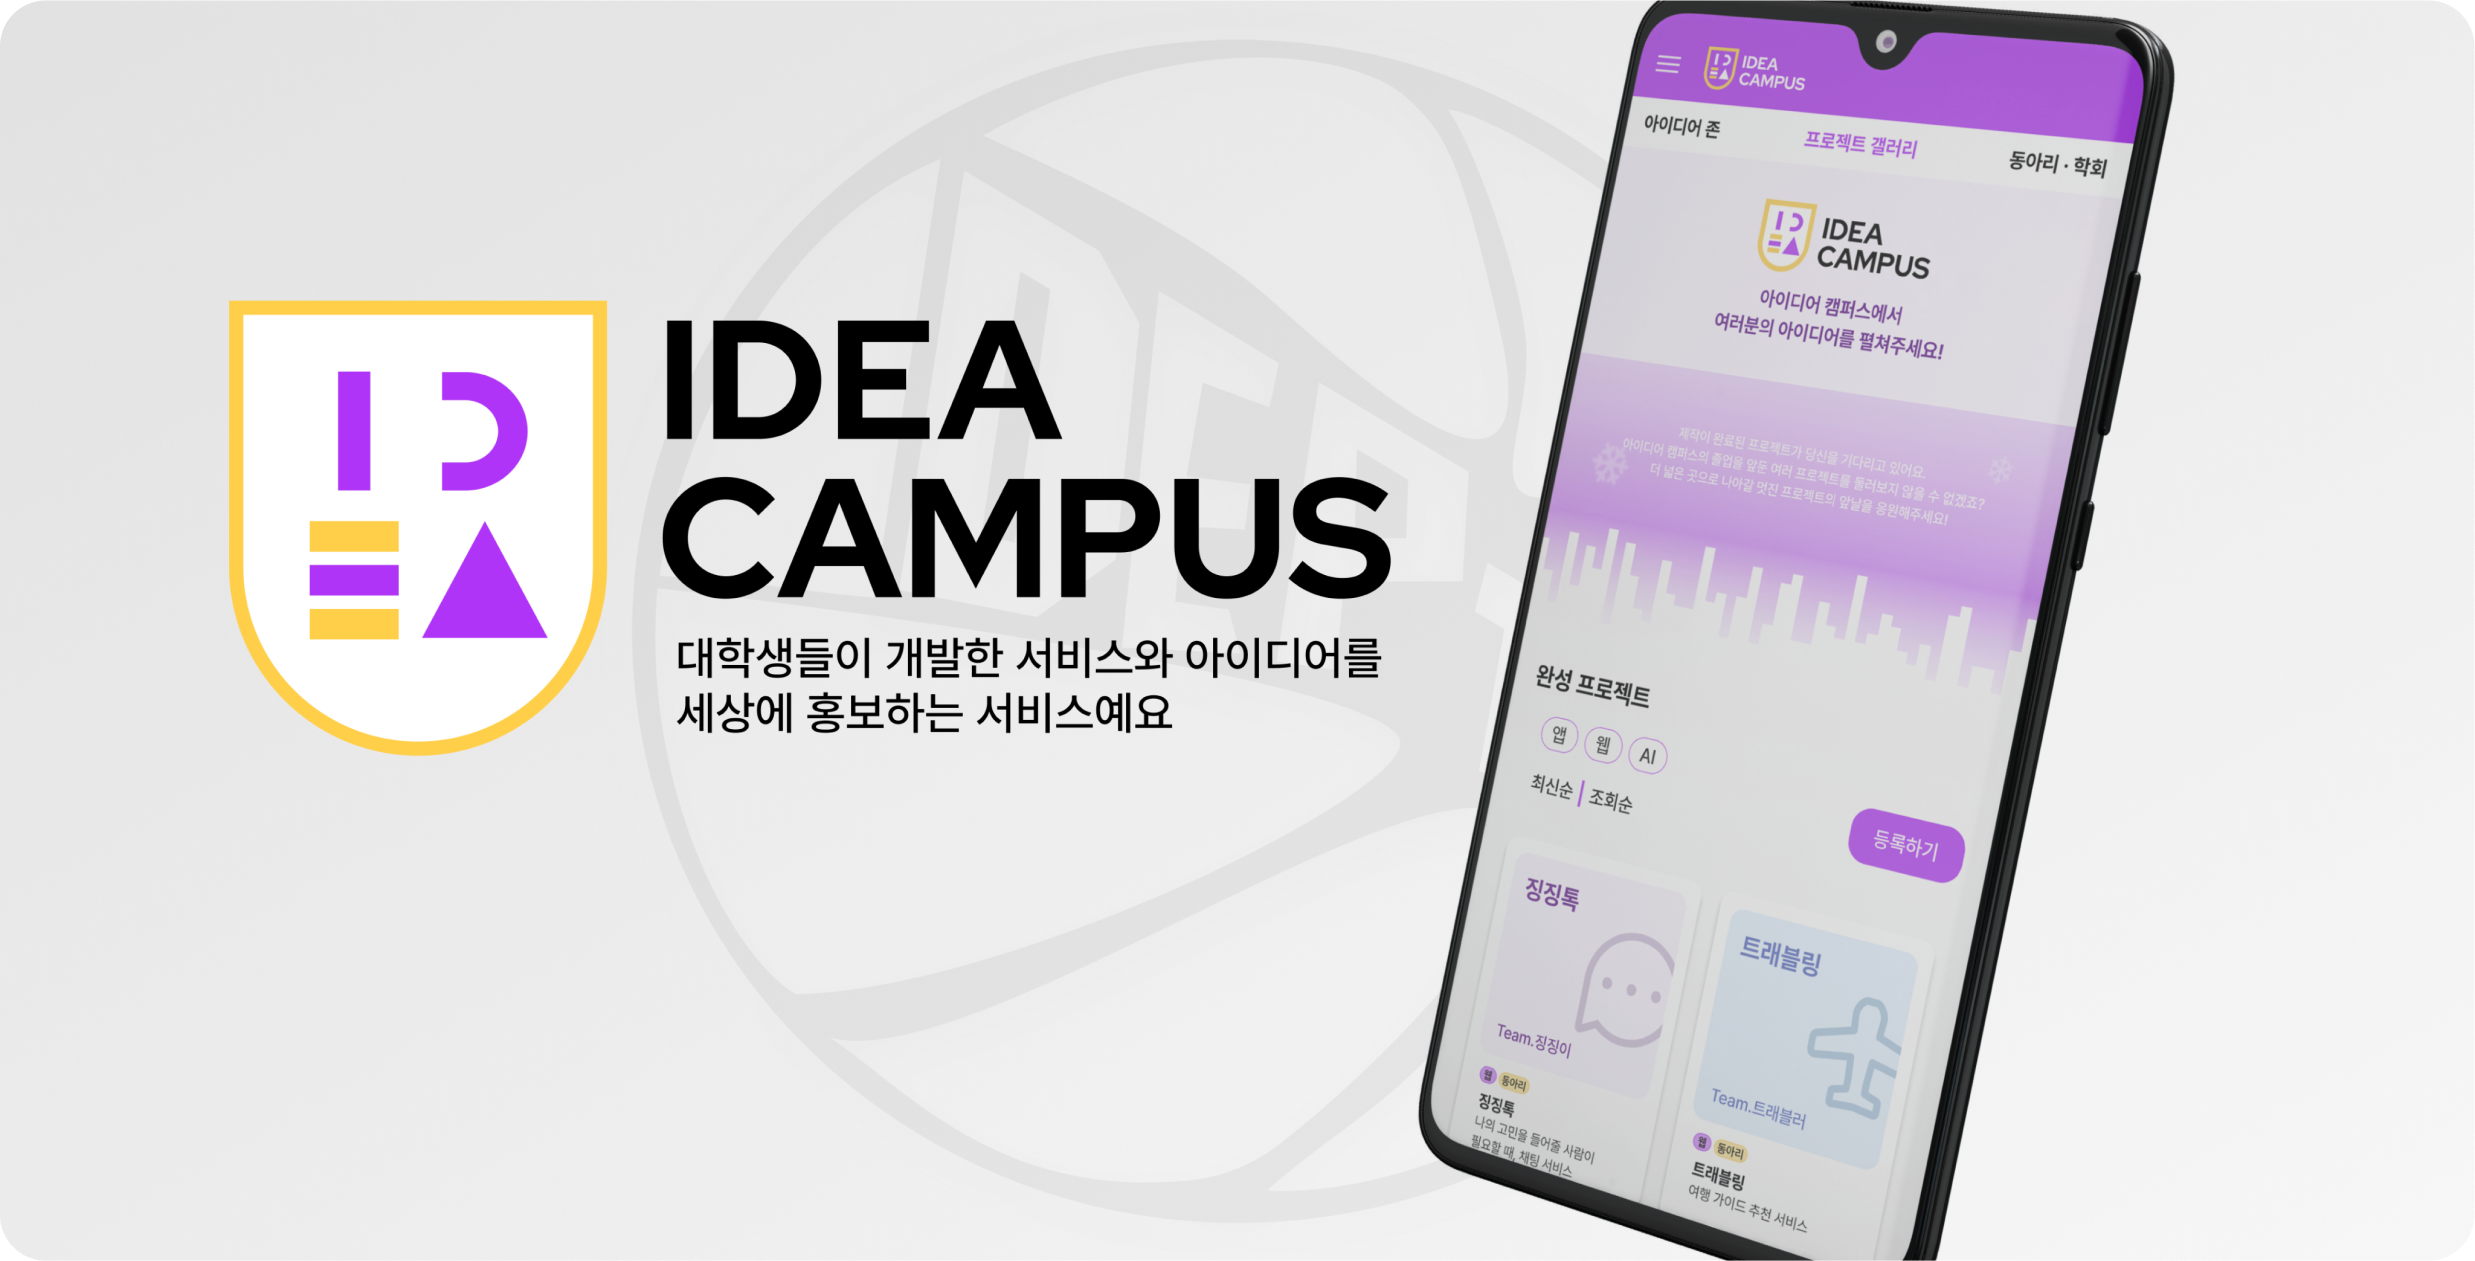 IDEA
CAMPUS
대학생들이 개발한 서비스와 아이디어를
세상에 홍보하는 서비스예요
IDEA
CAMPUS
아이디어 존
프로젝트 갤러리
동아리 · 학회
IDEA
CAMPUS
아이디어 캠퍼스에서
여러분의 아이디어를 펼쳐주세요!
제작이 완료된 프로젝트가 당신을 기다리고 있어요.
아이디어 캠퍼스의 졸업을 앞둔 여러 프로젝트를 둘러보지 않을 수 없겠죠?
더 넓은 곳으로 나아갈 멋진 프로젝트의 앞날을 응원해주세요!
완성 프로젝트
앱 웹 AI
최신순 | 조회순
등록하기
징징톡
Team.징징이
웹 동아리
징징톡
나의 고민을 들어줄 사람이
필요할 때, 채팅 서비스
트래블링
Team.트래블러
웹 동아리
트래블링
여행 가이드 추천 서비스